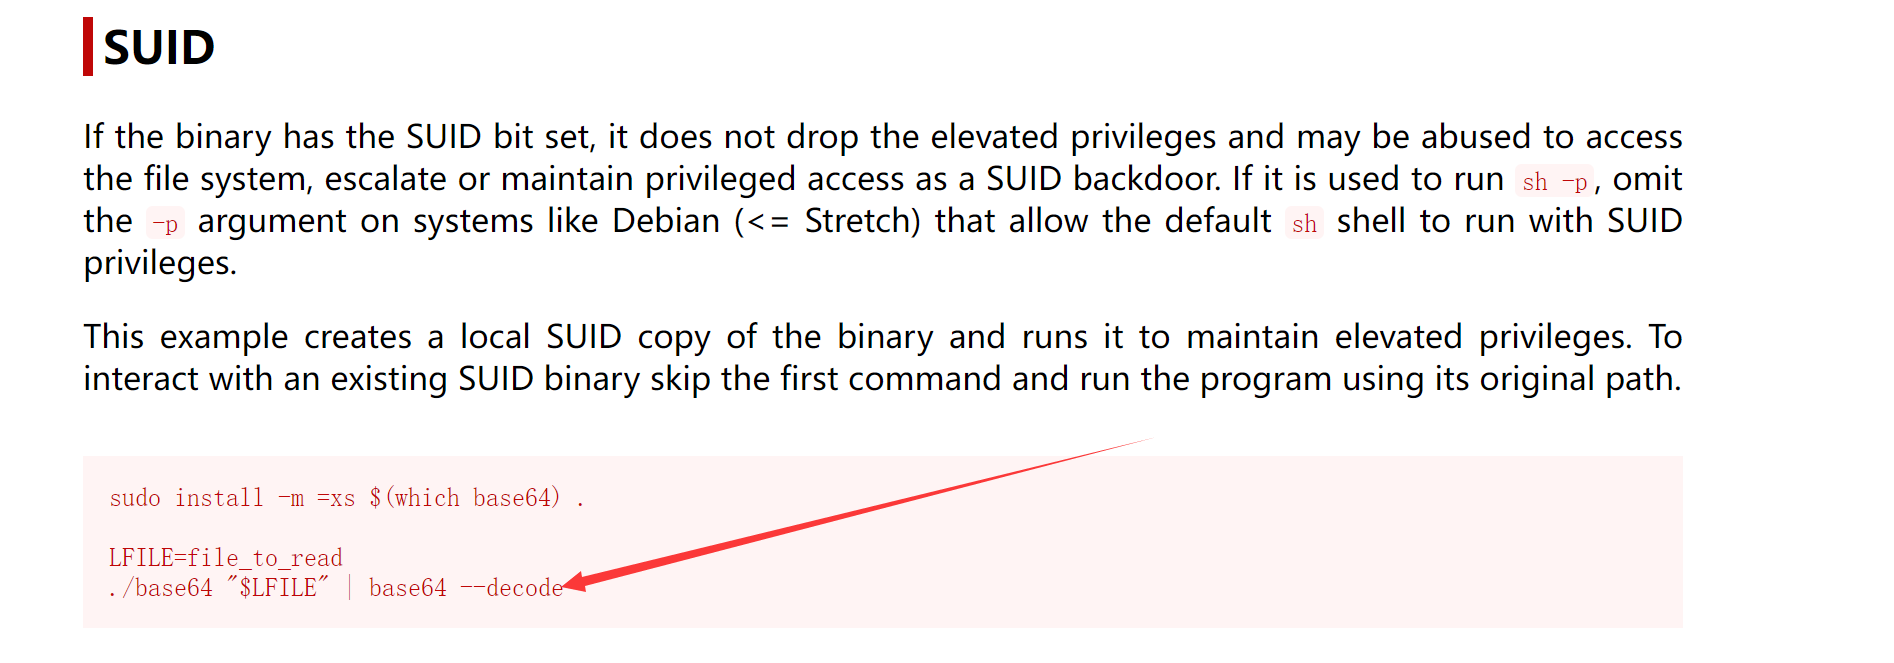 SUID
If the binary has the SUID bit set, it does not drop the elevated privileges and may be abused to access
the file system, escalate or maintain privileged access as a SUID backdoor. If it is used to run sh -p, omit
the -p argument on systems like Debian (<= Stretch) that allow the default sh shell to run with SUID
privileges.
This example creates a local SUID copy of the binary and runs it to maintain elevated privileges. To
interact with an existing SUID binary skip the first command and run the program using its original path.
sudo install -m =xs $(which base64) .
LFILE=file_to_read
./base64 "$LFILE" | base64 --decode